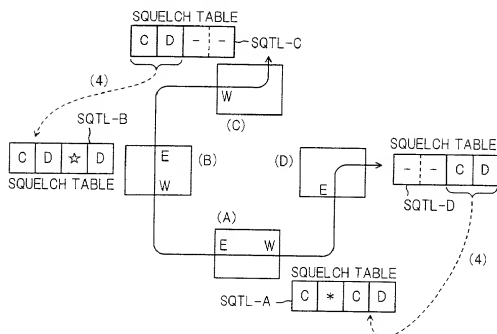 SQUELCH TABLE
C D - - SQTL-C
(4)
W
(C)
SQTL-B
C D ☆ D
SQUELCH TABLE
E
W
(B)
(D)
E
SQUELCH TABLE
- - C D
SQTL-D
(4)
(A)
E W
SQUELCH TABLE
SQTL-A C * C D